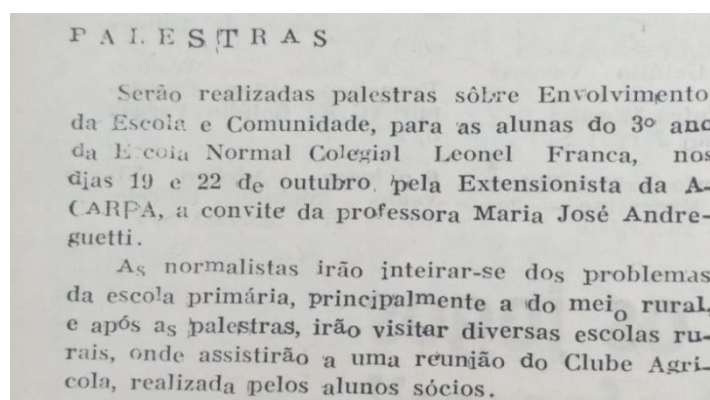 PALESTRAS
Serão realizadas palestras sôbre Envolvimento
da Escola e Comunidade, para as alunas do 3º ano
da Escola Normal Colegial Leonel Franca, nos
dias 19 e 22 de outubro, pela Extensionista da A-
CARPA, a convite da professora Maria José Andre-
guetti.
As normalistas irão inteirar-se dos problemas
da escola primária, principalmente a do meio rural,
e após as palestras, irão visitar diversas escolas ru-
rais, onde assistirão a uma reunião do Clube Agrí-
cola, realizada pelos alunos sócios.